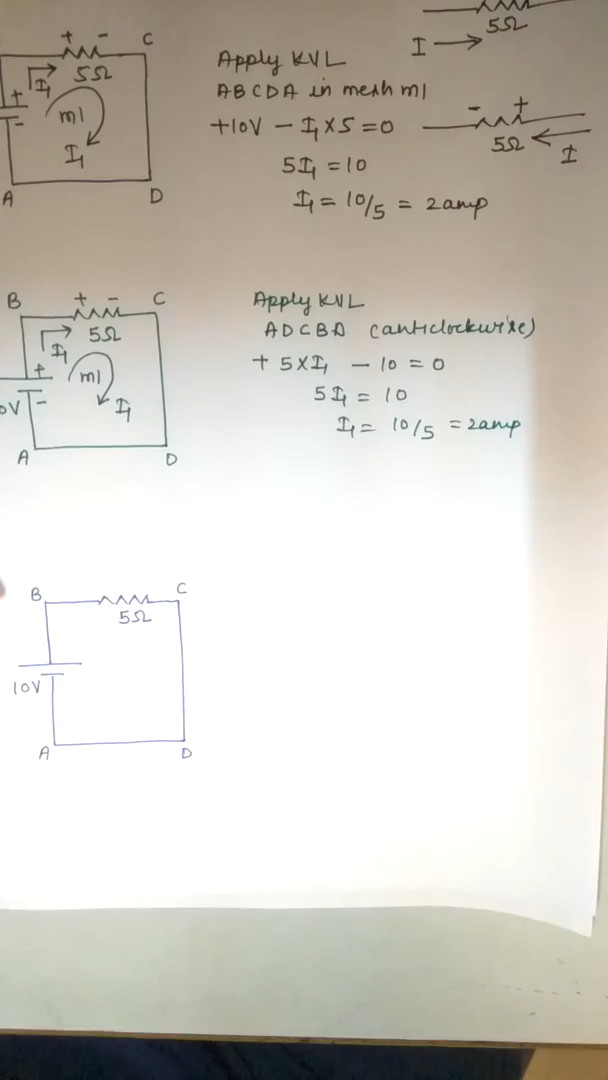 5Ω
I
+ - C
I1 5Ω
+
-
m1
I1
A D
Apply KVL
ABCDA in mesh m1
+10V - I1 × 5 = 0
5I1 = 10
I1 = 10/5 = 2amp
- +
5Ω
I
B + - C
I1 5Ω
+
-
m1
I1
0V
A D
Apply KVL
ADCBA (anticlockwise)
+ 5×I1 - 10 = 0
5I1 = 10
I1 = 10/5 = 2amp
B C
5Ω
10V
A D